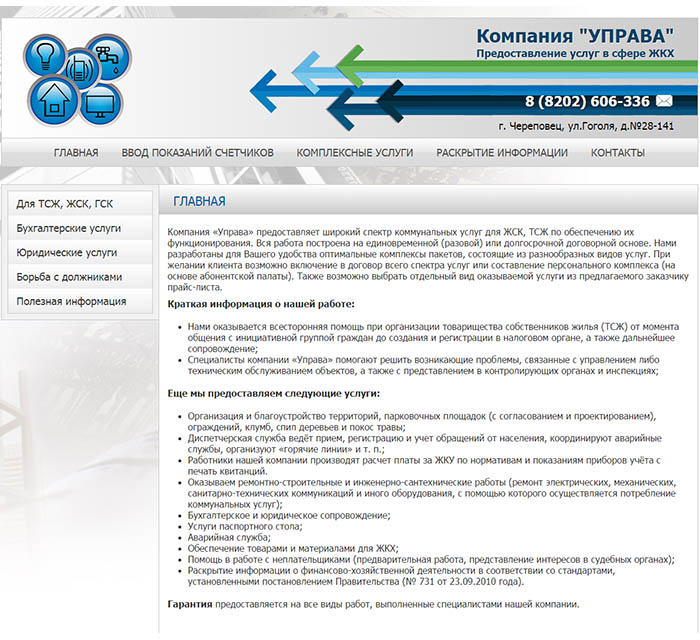 Компания "УПРАВА"
Предоставление услуг в сфере ЖКХ
8 (8202) 606-336
г. Череповец, ул.Гоголя, д.№28-141
ГЛАВНАЯ ВВОД ПОКАЗАНИЙ СЧЕТЧИКОВ КОМПЛЕКСНЫЕ УСЛУГИ РАСКРЫТИЕ ИНФОРМАЦИИ КОНТАКТЫ
Для ТСЖ, ЖСК, ГСК
Бухгалтерские услуги
Юридические услуги
Борьба с должниками
Полезная информация
ГЛАВНАЯ
Компания «Управа» предоставляет широкий спектр коммунальных услуг для ЖСК, ТСЖ по обеспечению их
функционирования. Вся работа построена на единовременной (разовой) или долгосрочной договорной основе. Нами
разработаны для Вашего удобства оптимальные комплексы пакетов, состоящие из разнообразных видов услуг. При
желании клиента возможно включение в договор всего спектра услуг или составление персонального комплекса (на
основе абонентской палаты). Также возможно выбрать отдельный вид оказываемой услуги из предлагаемого заказчику
прайс-листа.
Краткая информация о нашей работе:
• Нами оказывается всесторонняя помощь при организации товарищества собственников жилья (ТСЖ) от момента
общения с инициативной группой граждан до создания и регистрации в налоговом органе, а также дальнейшее
сопровождение;
• Специалисты компании «Управа» помогают решить возникающие проблемы, связанные с управлением либо
техническим обслуживанием объектов, а также с представлением в контролирующих органах и инспекциях;
Еще мы предоставляем следующие услуги:
• Организация и благоустройство территорий, парковочных площадок (с согласованием и проектированием),
ограждений, клумб, спил деревьев и покос травы;
• Диспетчерская служба ведёт прием, регистрацию и учет обращений от населения, координируют аварийные
службы, организуют «горячие линии» и т. п.;
• Работники нашей компании производят расчет платы за ЖКУ по нормативам и показаниям приборов учёта с
печать квитанций.
• Оказываем ремонтно-строительные и инженерно-сантехнические работы (ремонт электрических, механических,
санитарно-технических коммуникаций и иного оборудования, с помощью которого осуществляется потребление
коммунальных услуг);
• Бухгалтерское и юридическое сопровождение;
• Услуги паспортного стола;
• Аварийная служба;
• Обеспечение товарами и материалами для ЖКХ;
• Помощь в работе с неплательщиками (предварительная работа, представление интересов в судебных органах);
• Раскрытие информации о финансово-хозяйственной деятельности в соответствии со стандартами,
установленными постановлением Правительства (№ 731 от 23.09.2010 года).
Гарантия предоставляется на все виды работ, выполненные специалистами нашей компании.